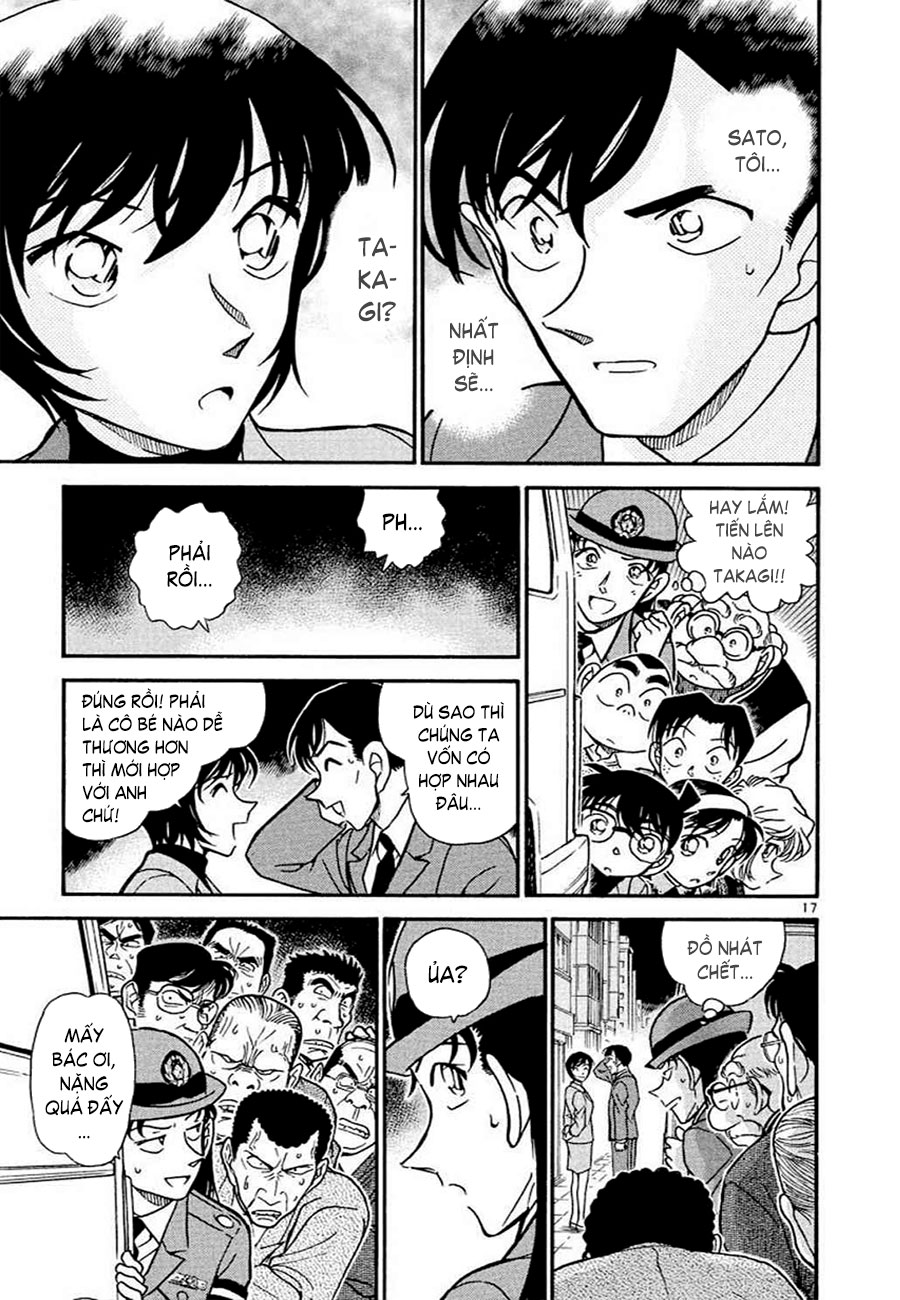 SATO,
TÔI...
NHẤT
ĐỊNH
SẼ...
TA-
KA-
GI?
HAY LẮM!
TIẾN LÊN
NÀO
TAKAGI!!
PH...
PHẢI
RỒI...
DÙ SAO THÌ
CHÚNG TA
VỐN CÓ
HỢP NHAU
ĐÂU...
ĐÚNG RỒI! PHẢI
LÀ CÔ BÉ NÀO DỄ
THƯƠNG HƠN
THÌ MỚI HỢP
VỚI ANH
CHỨ!
17
ĐỒ NHÁT
CHẾT...
ỦA?
MẤY
BÁC ƠI,
NẶNG
QUÁ ĐẤY
...